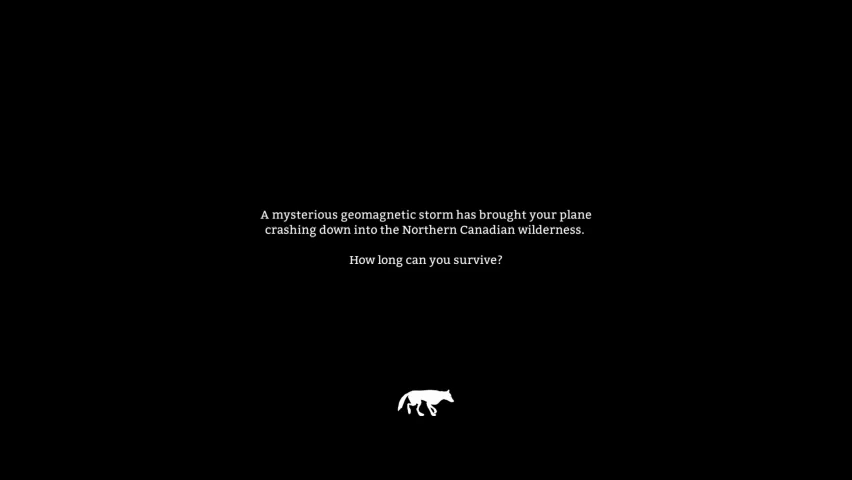 A mysterious geomagnetic storm has brought your plane
crashing down into the Northern Canadian wilderness.
How long can you survive?